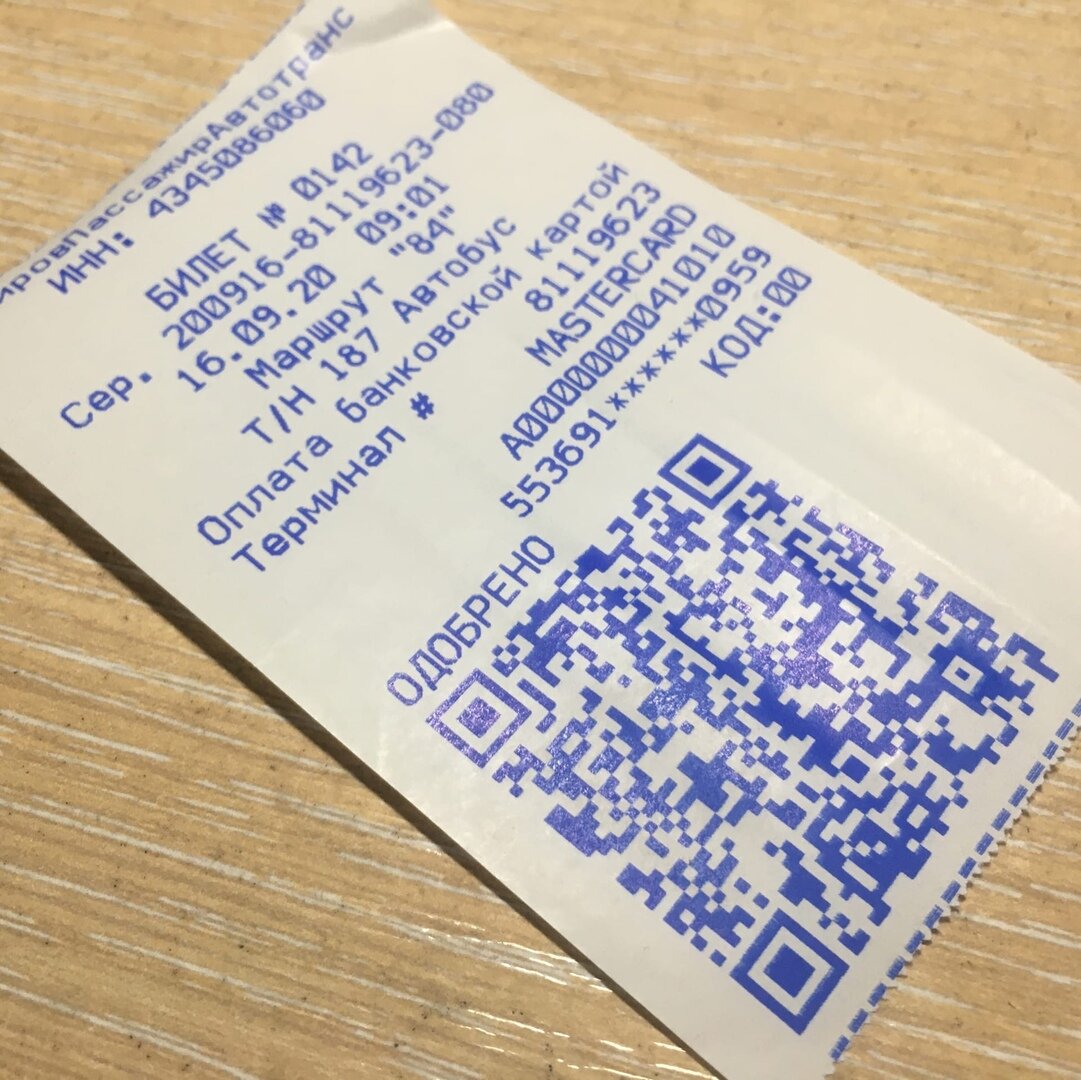 ИНН: 4345086060
БИЛЕТ № 0142
Сер. 200916-81119623-080
16.09.20 09:01
Маршрут "84"
Т/Н 187 Автобус
Оплата банковской картой
Терминал # 81119623
MASTERCARD
A0000000041010
553691******0959
ОДОБРЕНО КОД:00